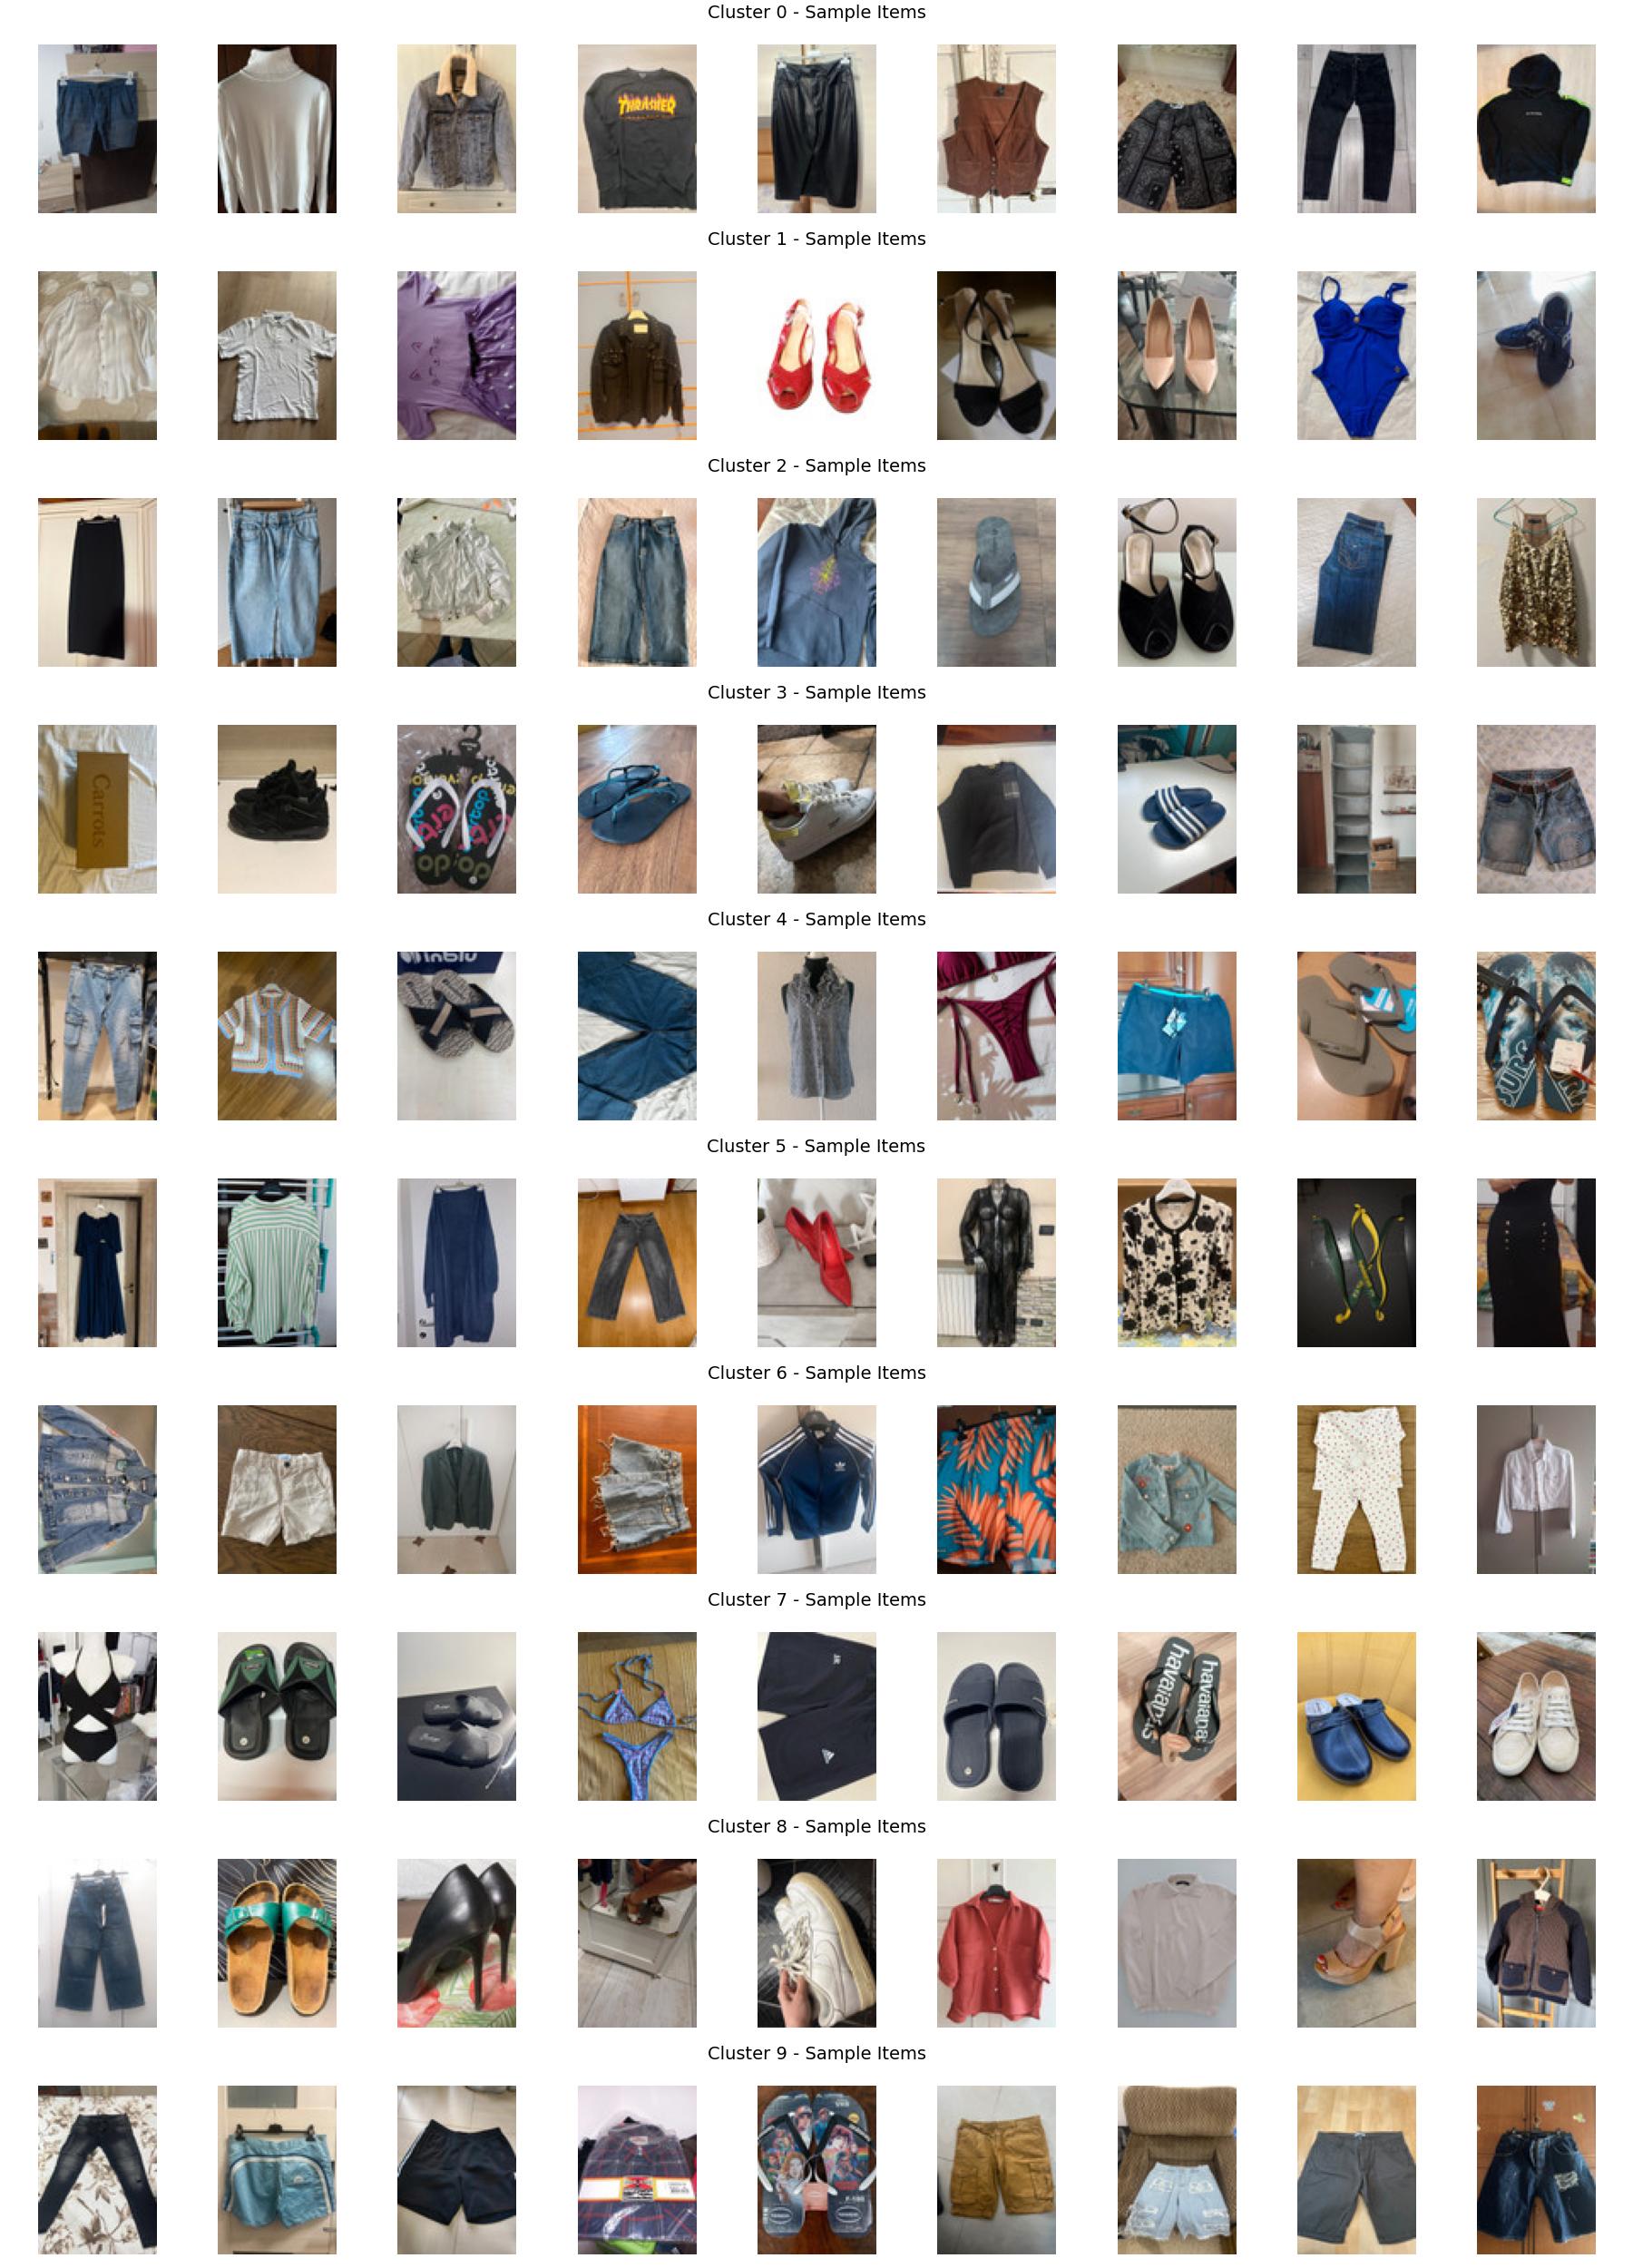 Cluster 0 - Sample Items
THRASHER
Cluster 1 - Sample Items
Cluster 2 - Sample Items
Cluster 3 - Sample Items
Carrots
Cluster 4 - Sample Items
Cluster 5 - Sample Items
Cluster 6 - Sample Items
Cluster 7 - Sample Items
havaianas
havaianas
Cluster 8 - Sample Items
Cluster 9 - Sample Items